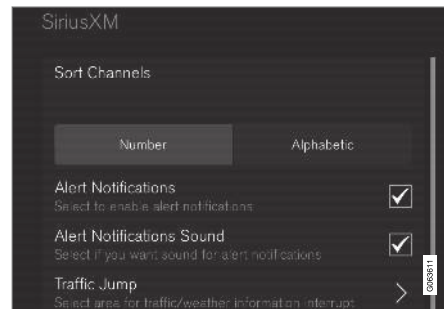 SiriusXM
Sort Channels
Number Alphabetic
Alert Notifications
Select to enable alert notifications
Alert Notifications Sound
Select if you want sound for alert notifications
Traffic Jump
Select area for traffic/weather information interrupt
G063611